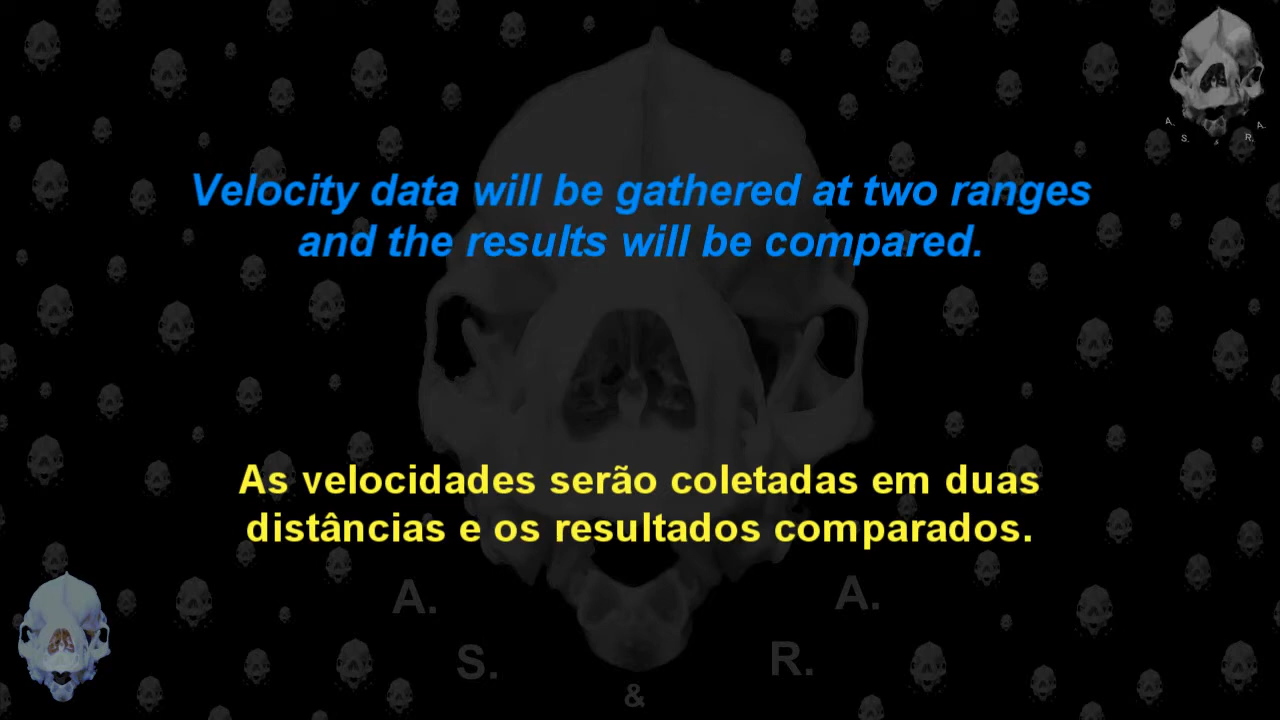 Velocity data will be gathered at two ranges
and the results will be compared.
As velocidades serão coletadas em duas
distâncias e os resultados comparados.
A. A.
S. R.
&
A. A.
S. R.